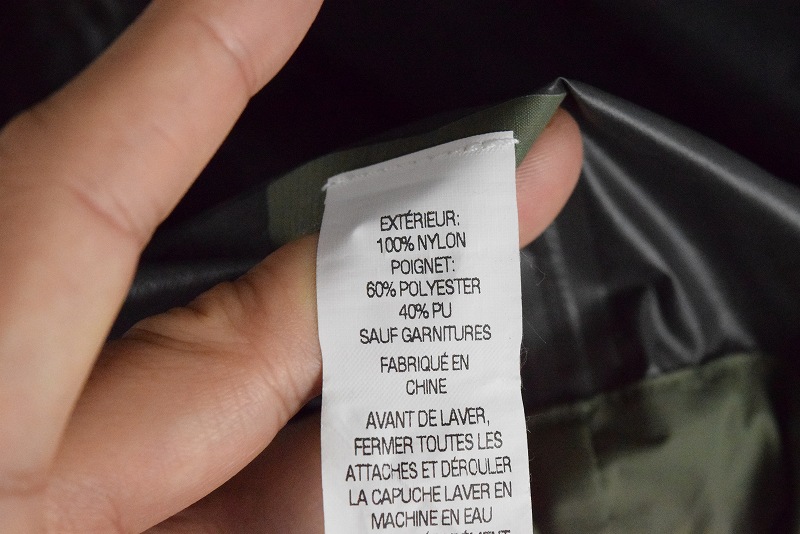 EXTÉRIEUR:
100% NYLON
POIGNET:
60% POLYESTER
40% PU
SAUF GARNITURES
FABRIQUÉ EN
CHINE
AVANT DE LAVER,
FERMER TOUTES LES
ATTACHES ET DÉROULER
LA CAPUCHE LAVER EN
MACHINE EN EAU